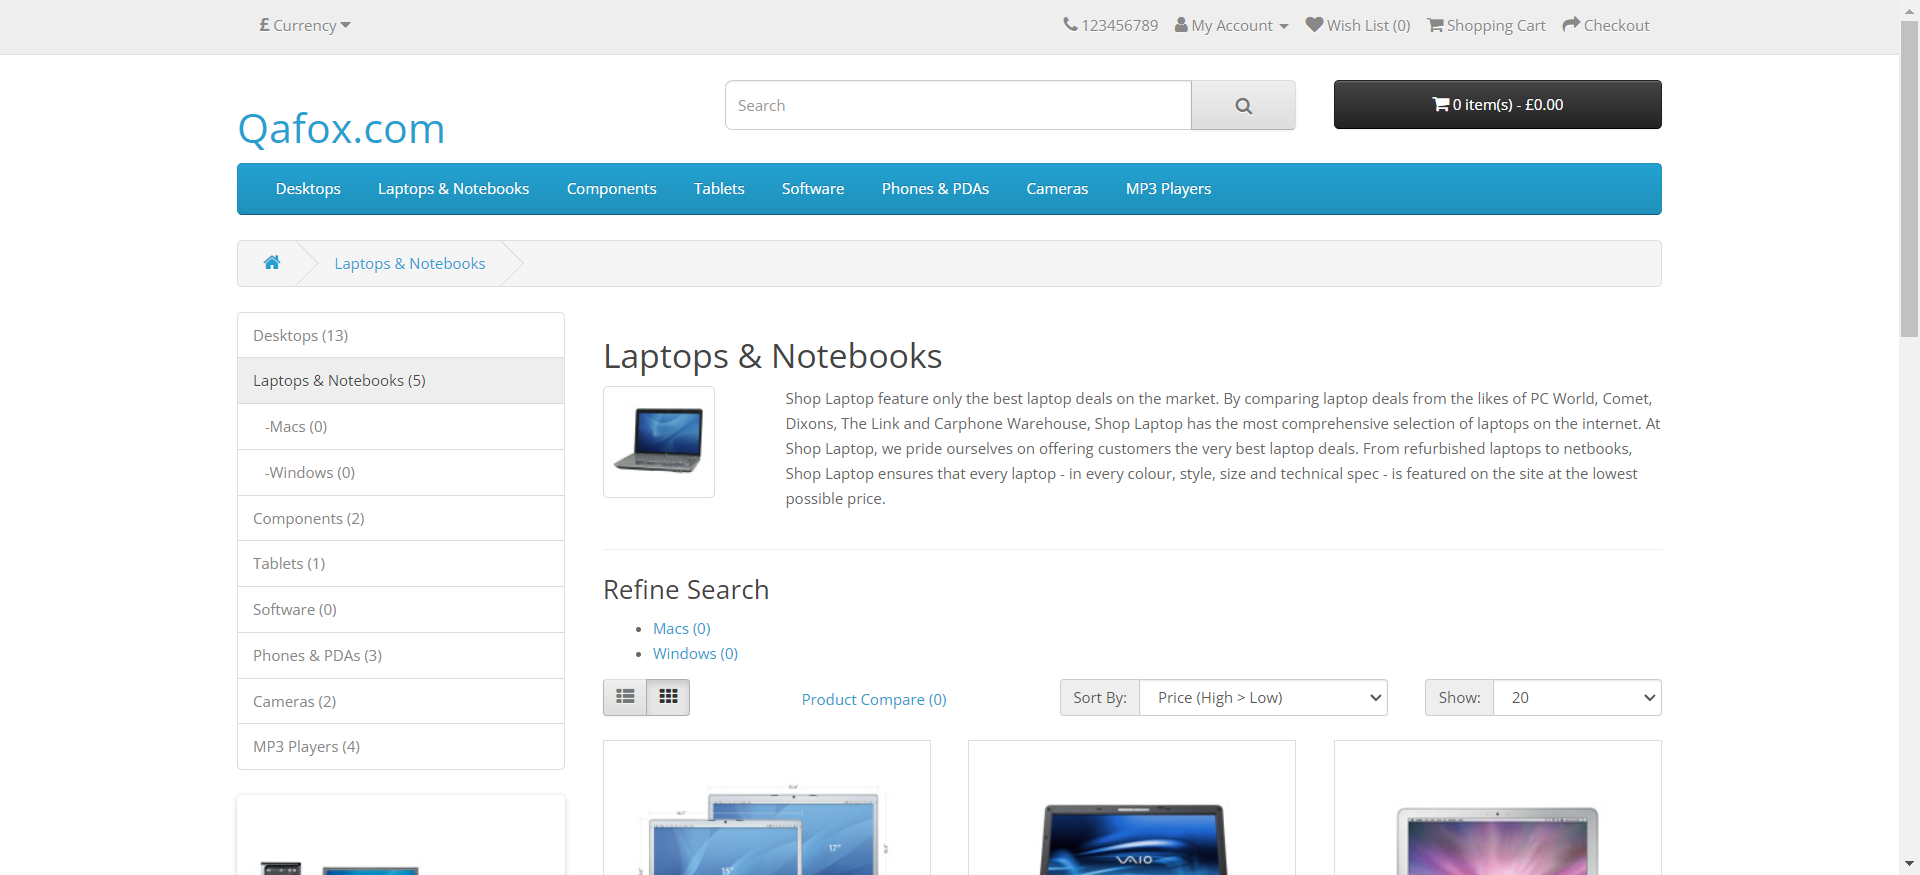 £ Currency
123456789 My Account Wish List (0) Shopping Cart Checkout
Qafox.com
Search
0 item(s) - £0.00
Desktops Laptops & Notebooks Components Tablets Software Phones & PDAs Cameras MP3 Players
Laptops & Notebooks
Desktops (13)
Laptops & Notebooks (5)
-Macs (0)
-Windows (0)
Components (2)
Tablets (1)
Software (0)
Phones & PDAs (3)
Cameras (2)
MP3 Players (4)
Laptops & Notebooks
Shop Laptop feature only the best laptop deals on the market. By comparing laptop deals from the likes of PC World, Comet,
Dixons, The Link and Carphone Warehouse, Shop Laptop has the most comprehensive selection of laptops on the internet. At
Shop Laptop, we pride ourselves on offering customers the very best laptop deals. From refurbished laptops to netbooks,
Shop Laptop ensures that every laptop - in every colour, style, size and technical spec - is featured on the site at the lowest
possible price.
Refine Search
Macs (0)
Windows (0)
Product Compare (0)
Sort By: Price (High > Low)
Show: 20
17"
15"
VAIO